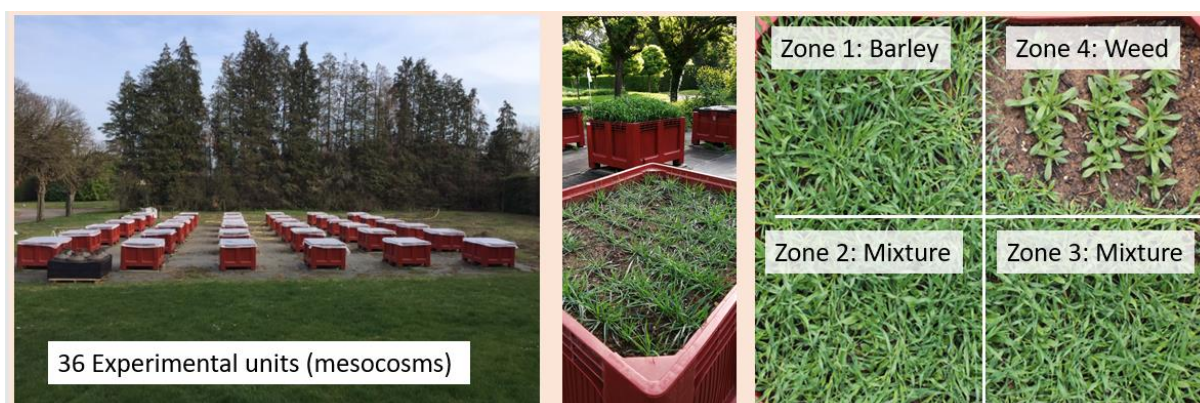 36 Experimental units (mesocosms)
Zone 1: Barley
Zone 4: Weed
Zone 2: Mixture
Zone 3: Mixture